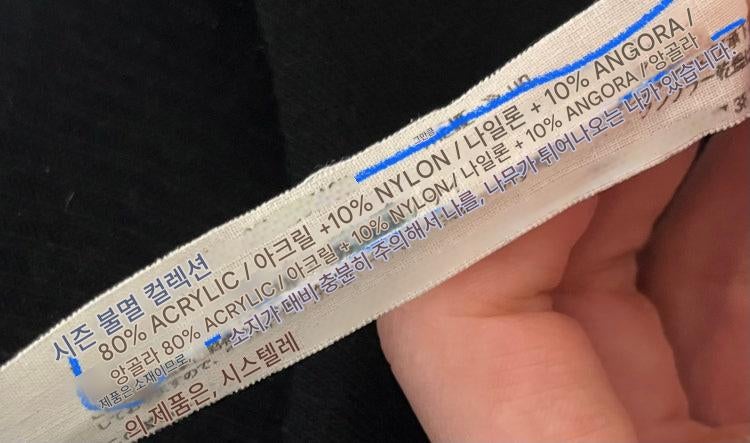 그만큼
시즌 불멸 컬렉션
80% ACRYLIC / 아크릴 +10% NYLON / 나일론 + 10% ANGORA /
앙골라 80% ACRYLIC / 아크릴 + 10% NYLON/ 나일론 + 10% ANGORA / 앙골라
제품은 소재이므로, 소지가 대비 충분히 주의해서 나를, 나무가 튀어나오는 나가 있습니다.
의 제품은, 시스텔레